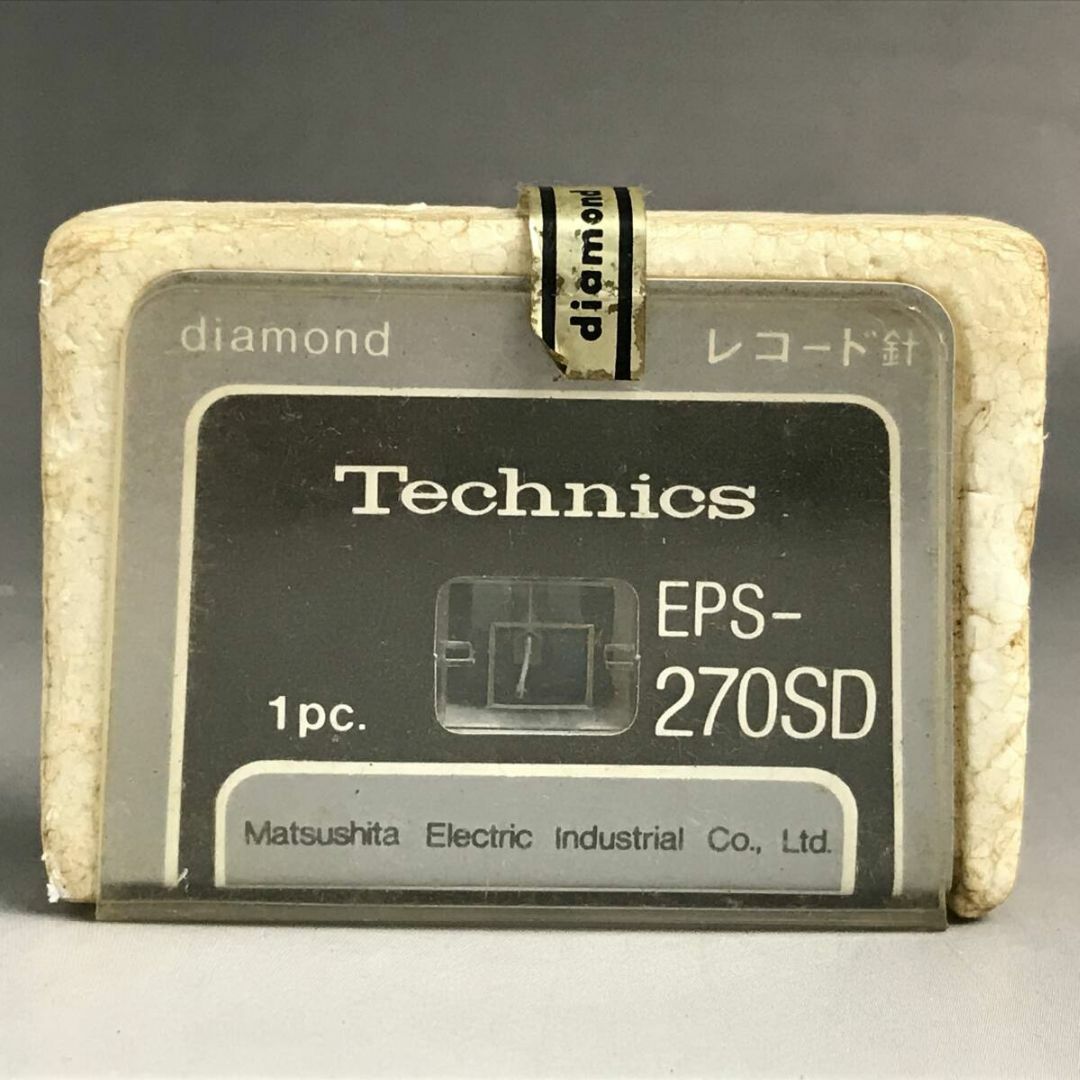 diamond
diamond レコード針
Technics
EPS-
1pc. 270SD
Matsushita Electric Industrial Co., Ltd.